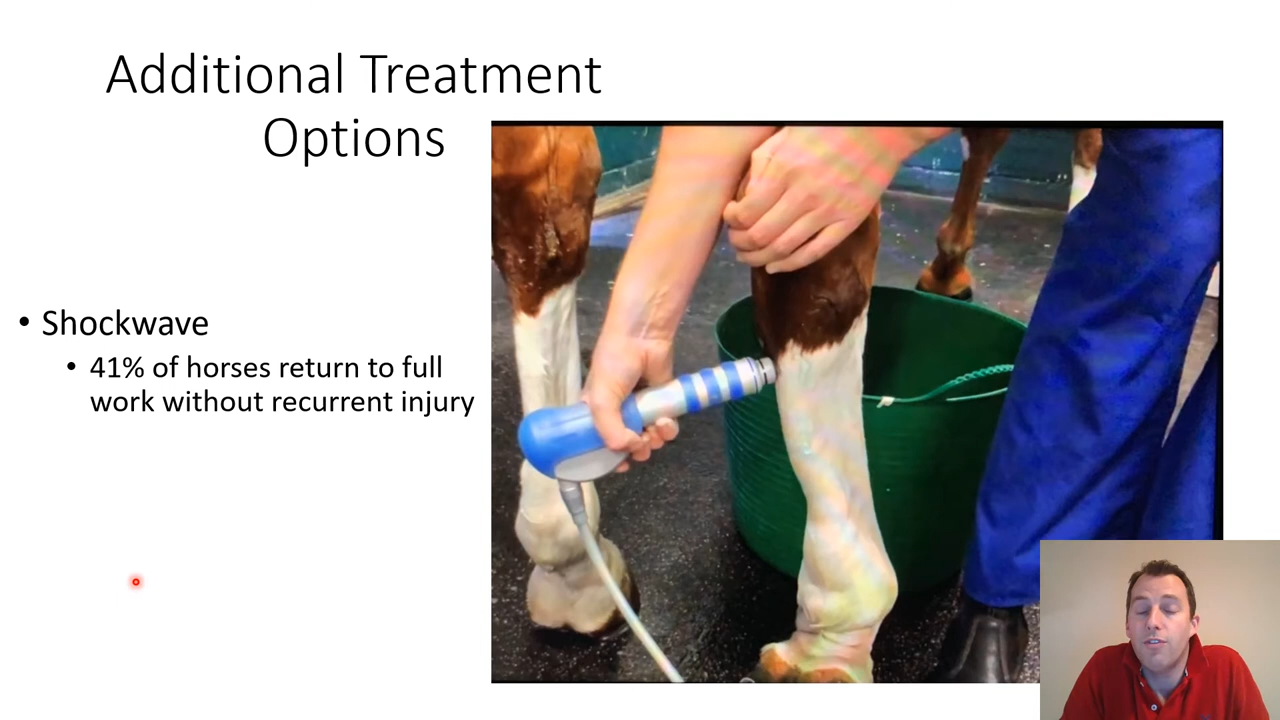 Additional Treatment
Options
• Shockwave
• 41% of horses return to full
work without recurrent injury